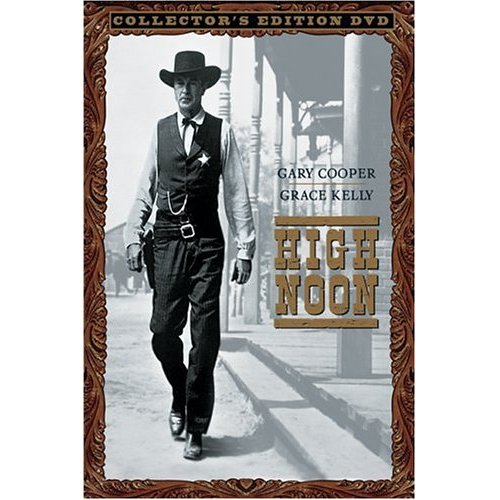 COLLECTOR'S EDITION DVD
GARY COOPER
GRACE KELLY
HIGH
NOON